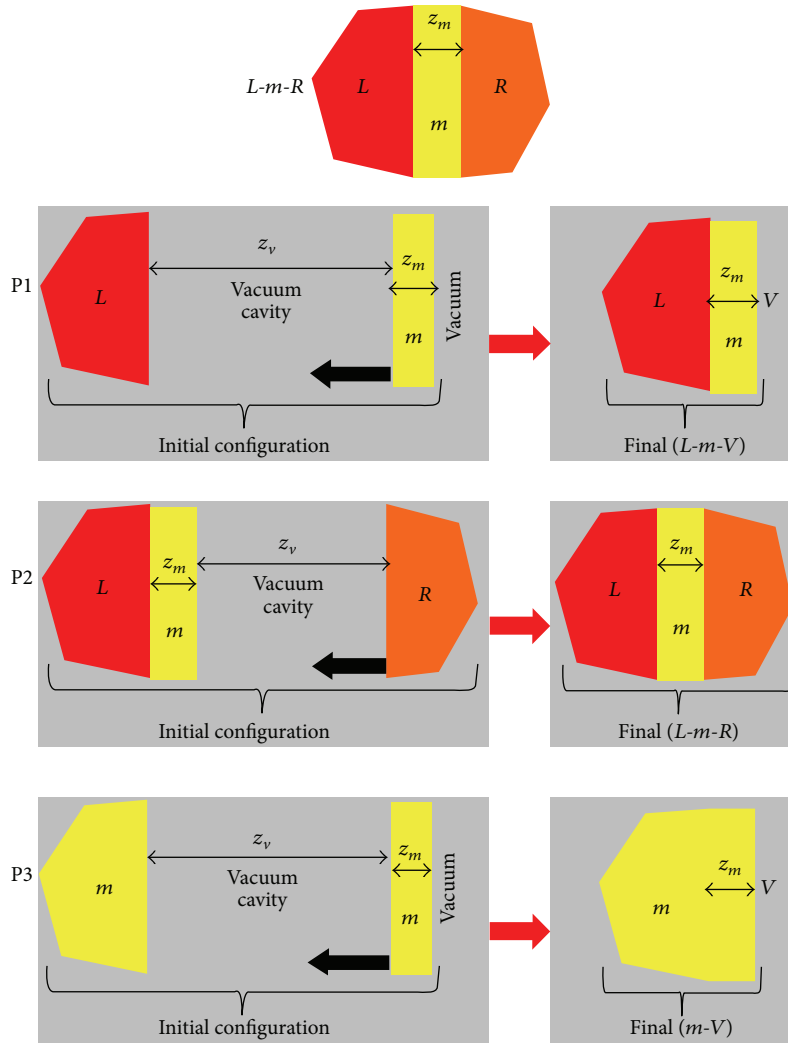 z_m
L-m-R
L
R
m
P1
L
z_v
Vacuum
cavity
z_m
m
Vacuum
Initial configuration
L
z_m
m
V
Final (L-m-V)
P2
L
z_m
m
z_v
Vacuum
cavity
R
Initial configuration
L
z_m
m
R
Final (L-m-R)
P3
m
z_v
Vacuum
cavity
z_m
m
Vacuum
Initial configuration
m
z_m
V
Final (m-V)